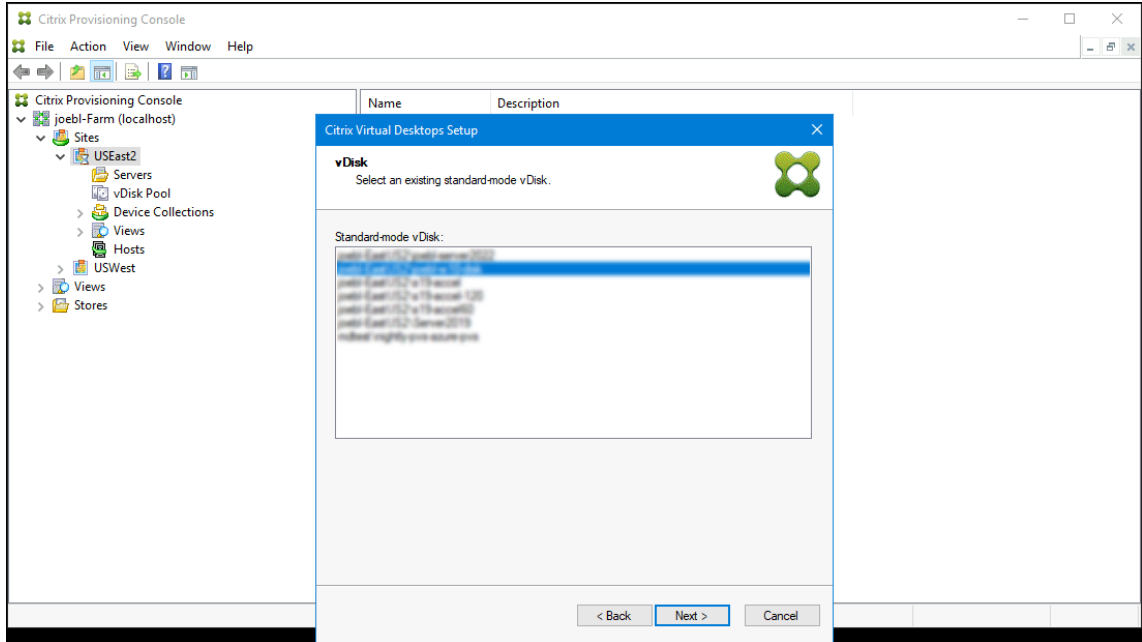 Citrix Provisioning Console
File Action View Window Help
Citrix Provisioning Console
joebl-Farm (localhost)
Sites
USEast2
Servers
vDisk Pool
Device Collections
Views
Hosts
USWest
Views
Stores
Name Description
Citrix Virtual Desktops Setup
vDisk
Select an existing standard-mode vDisk.
Standard-mode vDisk:
< Back Next > Cancel